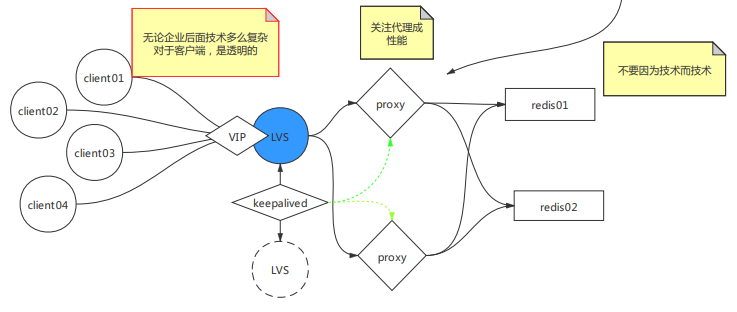 无论企业后面技术多么复杂
对于客户端，是透明的
关注代理成
性能
不要因为技术而技术
client01
client02
client03
client04
VIP
LVS
keepalived
LVS
proxy
proxy
redis01
redis02